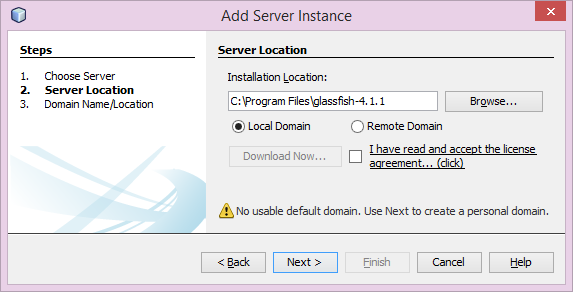 Add Server Instance
Steps
1. Choose Server
2. Server Location
3. Domain Name/Location
Server Location
Installation Location:
C:\Program Files\glassfish-4.1.1
Browse...
Local Domain
Remote Domain
Download Now...
I have read and accept the license
agreement... (click)
No usable default domain. Use Next to create a personal domain.
< Back
Next >
Finish
Cancel
Help